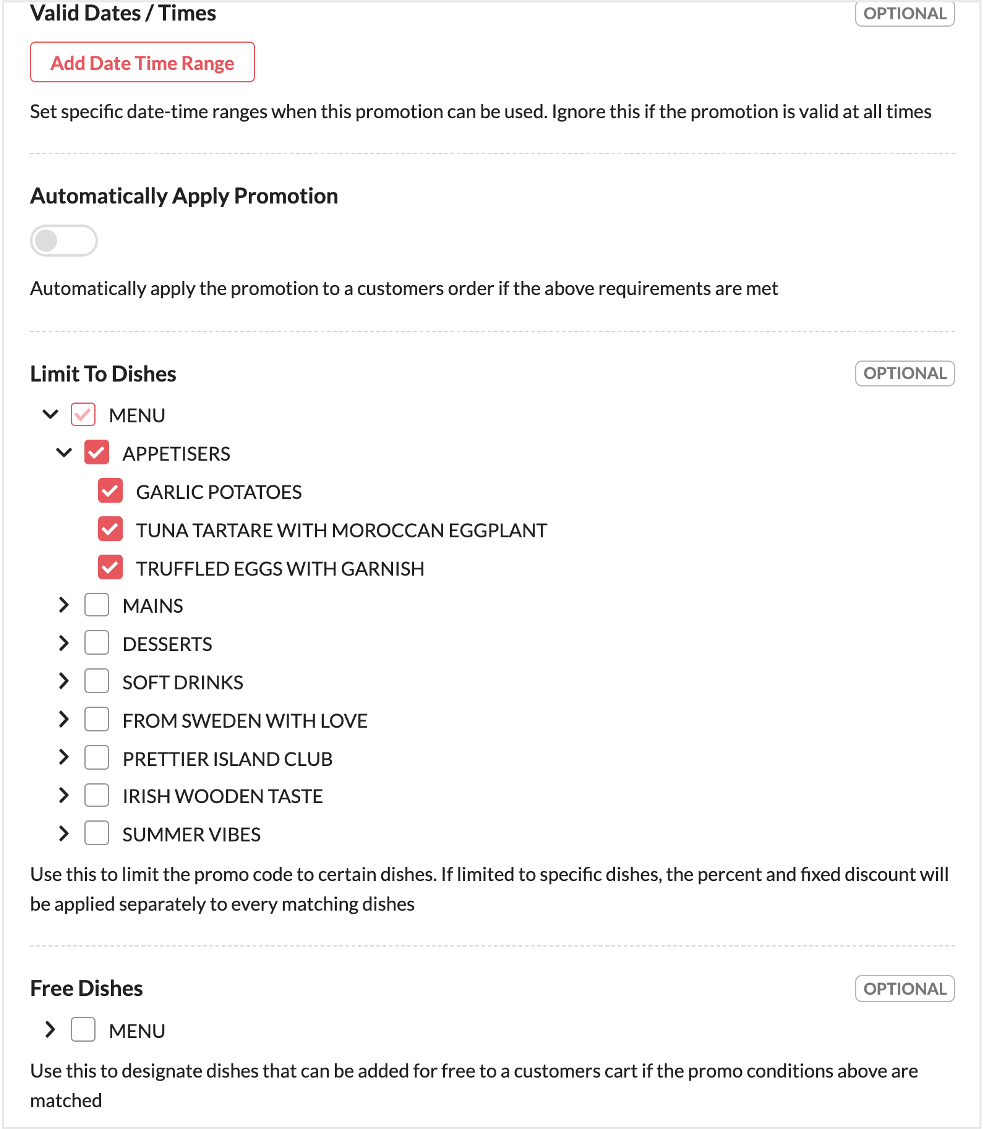 Valid Dates / Times
OPTIONAL
Add Date Time Range
Set specific date-time ranges when this promotion can be used. Ignore this if the promotion is valid at all times
Automatically Apply Promotion
Automatically apply the promotion to a customers order if the above requirements are met
Limit To Dishes
OPTIONAL
MENU
APPETISERS
GARLIC POTATOES
TUNA TARTARE WITH MOROCCAN EGGPLANT
TRUFFLED EGGS WITH GARNISH
MAINS
DESSERTS
SOFT DRINKS
FROM SWEDEN WITH LOVE
PRETTIER ISLAND CLUB
IRISH WOODEN TASTE
SUMMER VIBES
Use this to limit the promo code to certain dishes. If limited to specific dishes, the percent and fixed discount will
be applied separately to every matching dishes
Free Dishes
OPTIONAL
MENU
Use this to designate dishes that can be added for free to a customers cart if the promo conditions above are
matched